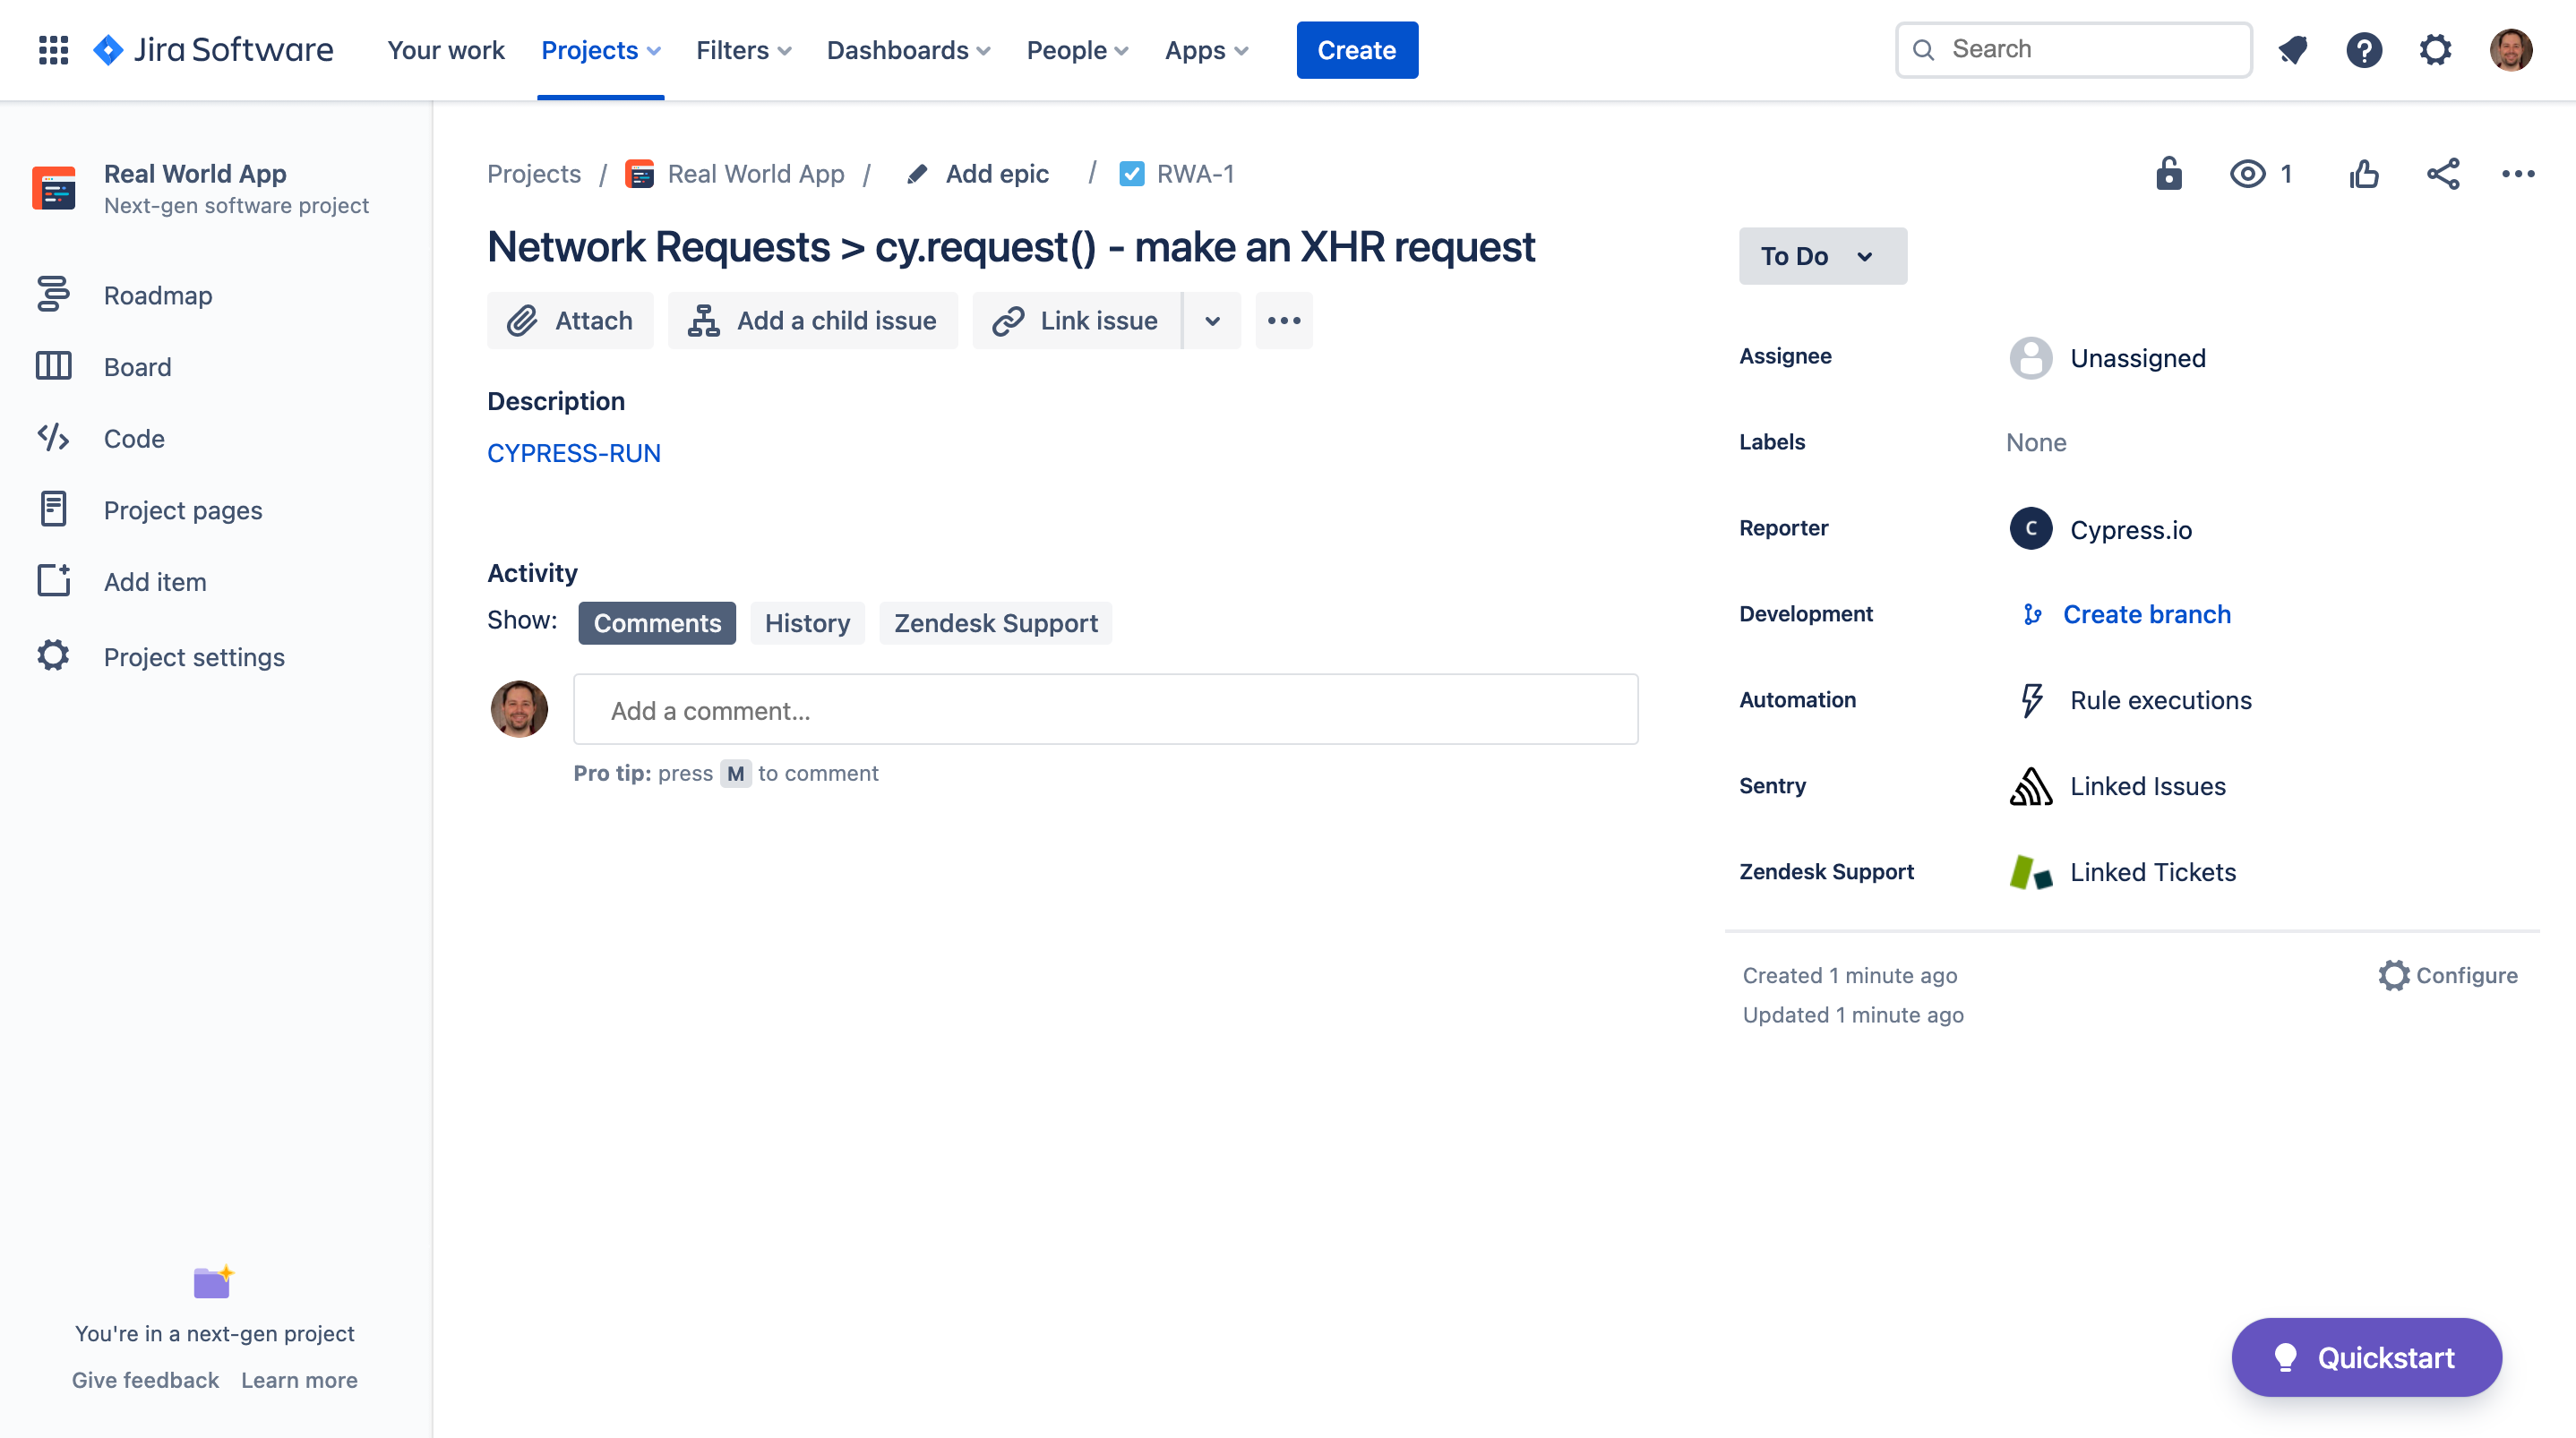 Jira Software
Your work
Projects
Filters
Dashboards
People
Apps
Create
Search
Real World App
Next-gen software project
Roadmap
Board
Code
Project pages
Add item
Project settings
You're in a next-gen project
Give feedback Learn more
Projects / Real World App / Add epic / RWA-1
1
Network Requests > cy.request() - make an XHR request
Attach
Add a child issue
Link issue
Description
CYPRESS-RUN
Activity
Show: Comments History Zendesk Support
Add a comment...
Pro tip: press M to comment
To Do
Assignee Unassigned
Labels None
Reporter C Cypress.io
Development Create branch
Automation Rule executions
Sentry Linked Issues
Zendesk Support Linked Tickets
Created 1 minute ago
Configure
Updated 1 minute ago
Quickstart